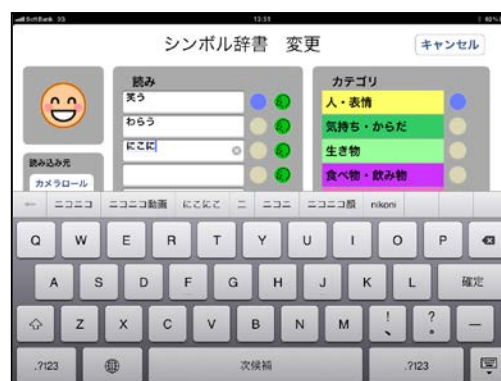 SoftBank 3G 13:51 92%
シンボル辞書 変更 キャンセル
読み
笑う
わらう
にこに
カテゴリ
人・表情
気持ち・からだ
生き物
食べ物・飲み物
読み込み元
カメラロール
← ニコニコ ニコニコ動画 にこにこ ニ ニコニ ニコニコ顔 nikoni
Q W E R T Y U I O P
A S D F G H J K L 確定
Z X C V B N M ! 、 ? 。 ー
.?123 次候補 .?123